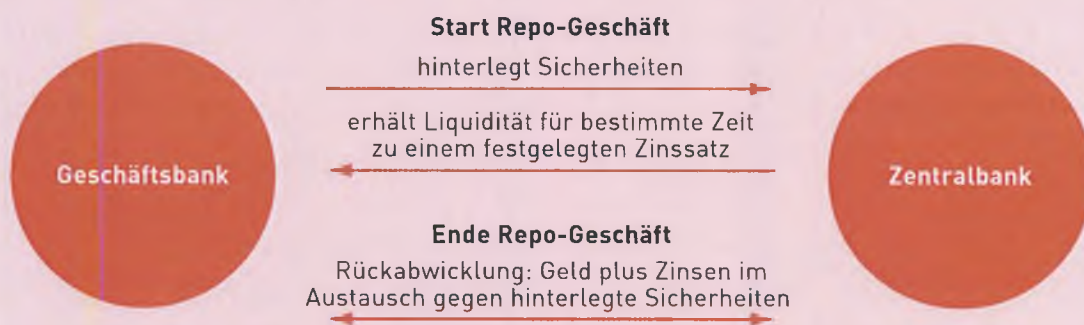 Start Repo-Geschäft
hinterlegt Sicherheiten
erhält Liquidität für bestimmte Zeit
zu einem festgelegten Zinssatz
Geschäftsbank
Zentralbank
Ende Repo-Geschäft
Rückabwicklung: Geld plus Zinsen im
Austausch gegen hinterlegte Sicherheiten